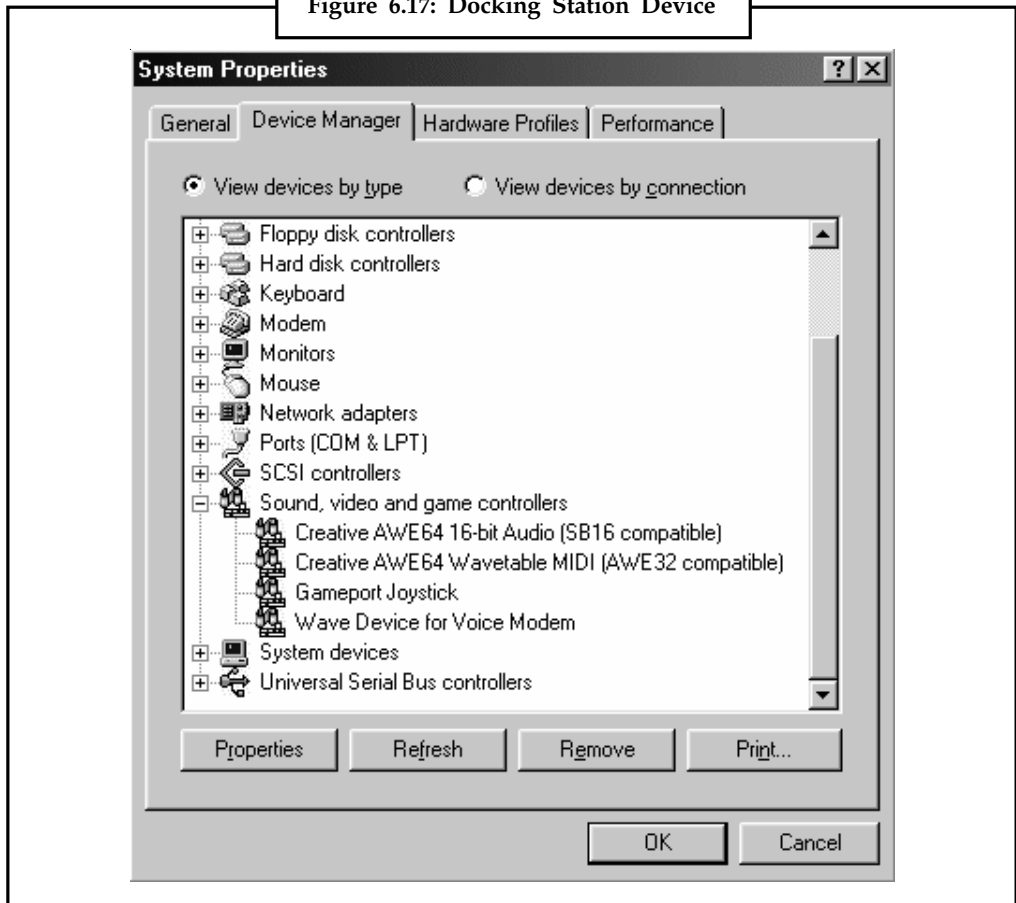 Figure 6.17: Docking Station Device
System Properties
General Device Manager Hardware Profiles Performance
View devices by type View devices by connection
Floppy disk controllers
Hard disk controllers
Keyboard
Modem
Monitors
Mouse
Network adapters
Ports (COM & LPT)
SCSI controllers
Sound, video and game controllers
Creative AWE64 16-bit Audio (SB16 compatible)
Creative AWE64 Wavetable MIDI (AWE32 compatible)
Gameport Joystick
Wave Device for Voice Modem
System devices
Universal Serial Bus controllers
Properties Refresh Remove Print...
OK Cancel